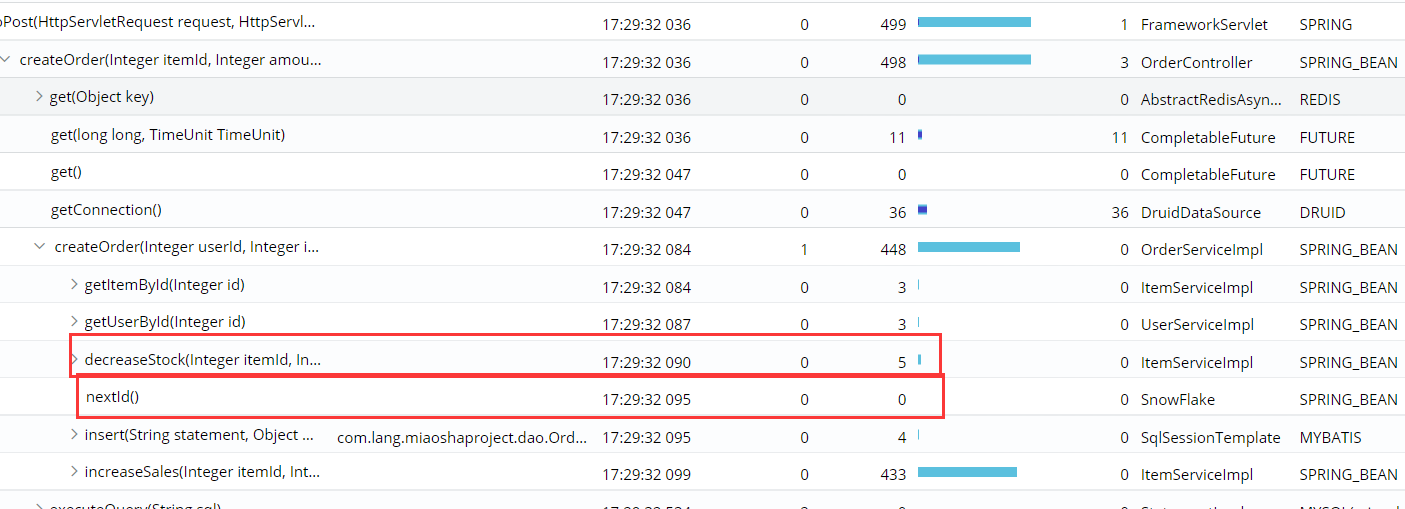 oPost(HttpServletRequest request, HttpServl... 17:29:32 036 0 499 1 FrameworkServlet SPRING
createOrder(Integer itemId, Integer amou... 17:29:32 036 0 498 3 OrderController SPRING_BEAN
get(Object key) 17:29:32 036 0 0 0 AbstractRedisAsyn... REDIS
get(long long, TimeUnit TimeUnit) 17:29:32 036 0 11 11 CompletableFuture FUTURE
get() 17:29:32 047 0 0 0 CompletableFuture FUTURE
getConnection() 17:29:32 047 0 36 36 DruidDataSource DRUID
createOrder(Integer userId, Integer i... 17:29:32 084 1 448 0 OrderServiceImpl SPRING_BEAN
getItemById(Integer id) 17:29:32 084 0 3 0 ItemServiceImpl SPRING_BEAN
getUserById(Integer id) 17:29:32 087 0 3 0 UserServiceImpl SPRING_BEAN
decreaseStock(Integer itemId, In... 17:29:32 090 0 5 0 ItemServiceImpl SPRING_BEAN
nextId() 17:29:32 095 0 0 0 SnowFlake SPRING_BEAN
insert(String statement, Object ... com.lang.miaoshaproject.dao.Ord... 17:29:32 095 0 4 0 SqlSessionTemplate MYBATIS
increaseSales(Integer itemId, Int... 17:29:32 099 0 433 0 ItemServiceImpl SPRING_BEAN
executeQuery(String sql)